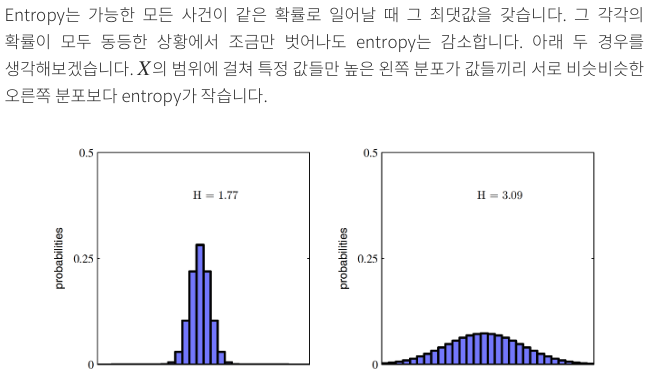 Entropy는 가능한 모든 사건이 같은 확률로 일어날 때 그 최댓값을 갖습니다. 그 각각의
확률이 모두 동등한 상황에서 조금만 벗어나도 entropy는 감소합니다. 아래 두 경우를
생각해보겠습니다. X의 범위에 걸쳐 특정 값들만 높은 왼쪽 분포가 값들끼리 서로 비슷비슷한
오른쪽 분포보다 entropy가 작습니다.
0.5
H = 1.77
probabilities
0.25
0
0.5
H = 3.09
probabilities
0.25
0